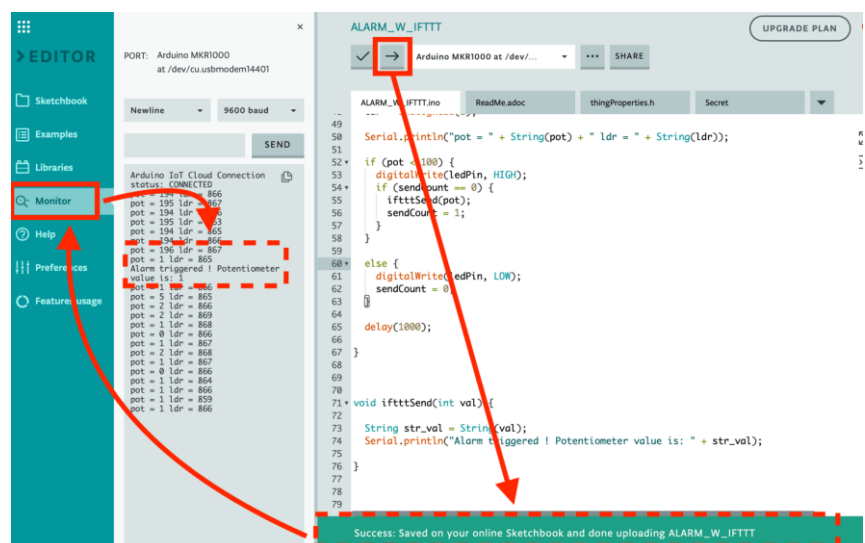 >EDITOR
Sketchbook
Examples
Libraries
Monitor
Help
Preferences
Features usage
×
PORT: Arduino MKR1000
at /dev/cu.usbmodem14401
Newline
9600 baud
SEND
Arduino IoT Cloud Connection
status: CONNECTED
pot = 194 ldr = 866
pot = 195 ldr = 867
pot = 194 ldr =
pot = 195 ldr =
pot = 194 ldr = 865
pot = 194 ldr = 866
pot = 196 ldr = 867
pot = 1 ldr = 865
Alarm triggered ! Potentiometer
value is: 1
pot = 1 ldr = 866
pot = 5 ldr = 865
pot = 2 ldr = 866
pot = 2 ldr = 869
pot = 1 ldr = 868
pot = 0 ldr = 866
pot = 1 ldr = 867
pot = 2 ldr = 868
pot = 1 ldr = 867
pot = 0 ldr = 866
pot = 1 ldr = 864
pot = 1 ldr = 866
pot = 1 ldr = 859
pot = 1 ldr = 866
ALARM_W_IFTTT
UPGRADE PLAN
Arduino MKR1000 at /dev/...
SHARE
ALARM_W_IFTTT.ino
ReadMe.adoc
thingProperties.h
Secret
49
50 Serial.println("pot = " + String(pot) + " ldr = " + String(ldr));
51
52 if (pot < 100) {
53 digitalWrite(ledPin, HIGH);
54 if (sendCount == 0) {
55 iftttSend(pot);
56 sendCount = 1;
57 }
58 }
59
60 else {
61 digitalWrite(ledPin, LOW);
62 sendCount = 0;
63 }
64
65 delay(1000);
66
67 }
68
69
70
71 void iftttSend(int val) {
72
73 String str_val = String(val);
74 Serial.println("Alarm triggered ! Potentiometer value is: " + str_val);
75
76 }
77
78
79
Success: Saved on your online Sketchbook and done uploading ALARM_W_IFTTT